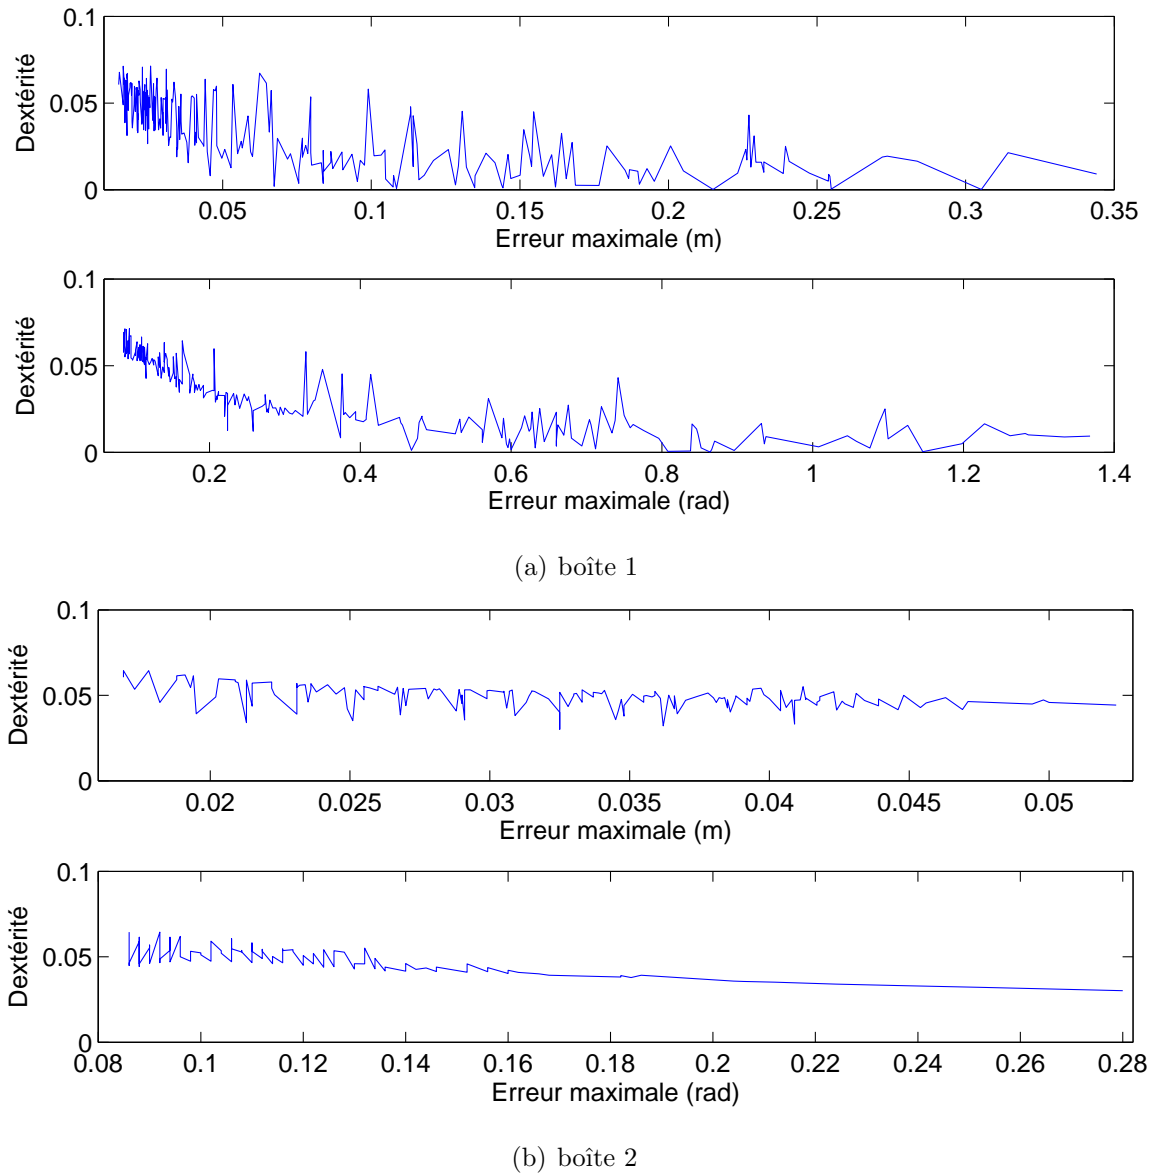 0.1
0.05
0
Dextérité
0.05 0.1 0.15 0.2 0.25 0.3 0.35
Erreur maximale (m)
0.1
0.05
0
Dextérité
0.2 0.4 0.6 0.8 1 1.2 1.4
Erreur maximale (rad)
(a) boîte 1
0.1
0.05
0
Dextérité
0.02 0.025 0.03 0.035 0.04 0.045 0.05
Erreur maximale (m)
0.1
0.05
0
Dextérité
0.08 0.1 0.12 0.14 0.16 0.18 0.2 0.22 0.24 0.26 0.28
Erreur maximale (rad)
(b) boîte 2